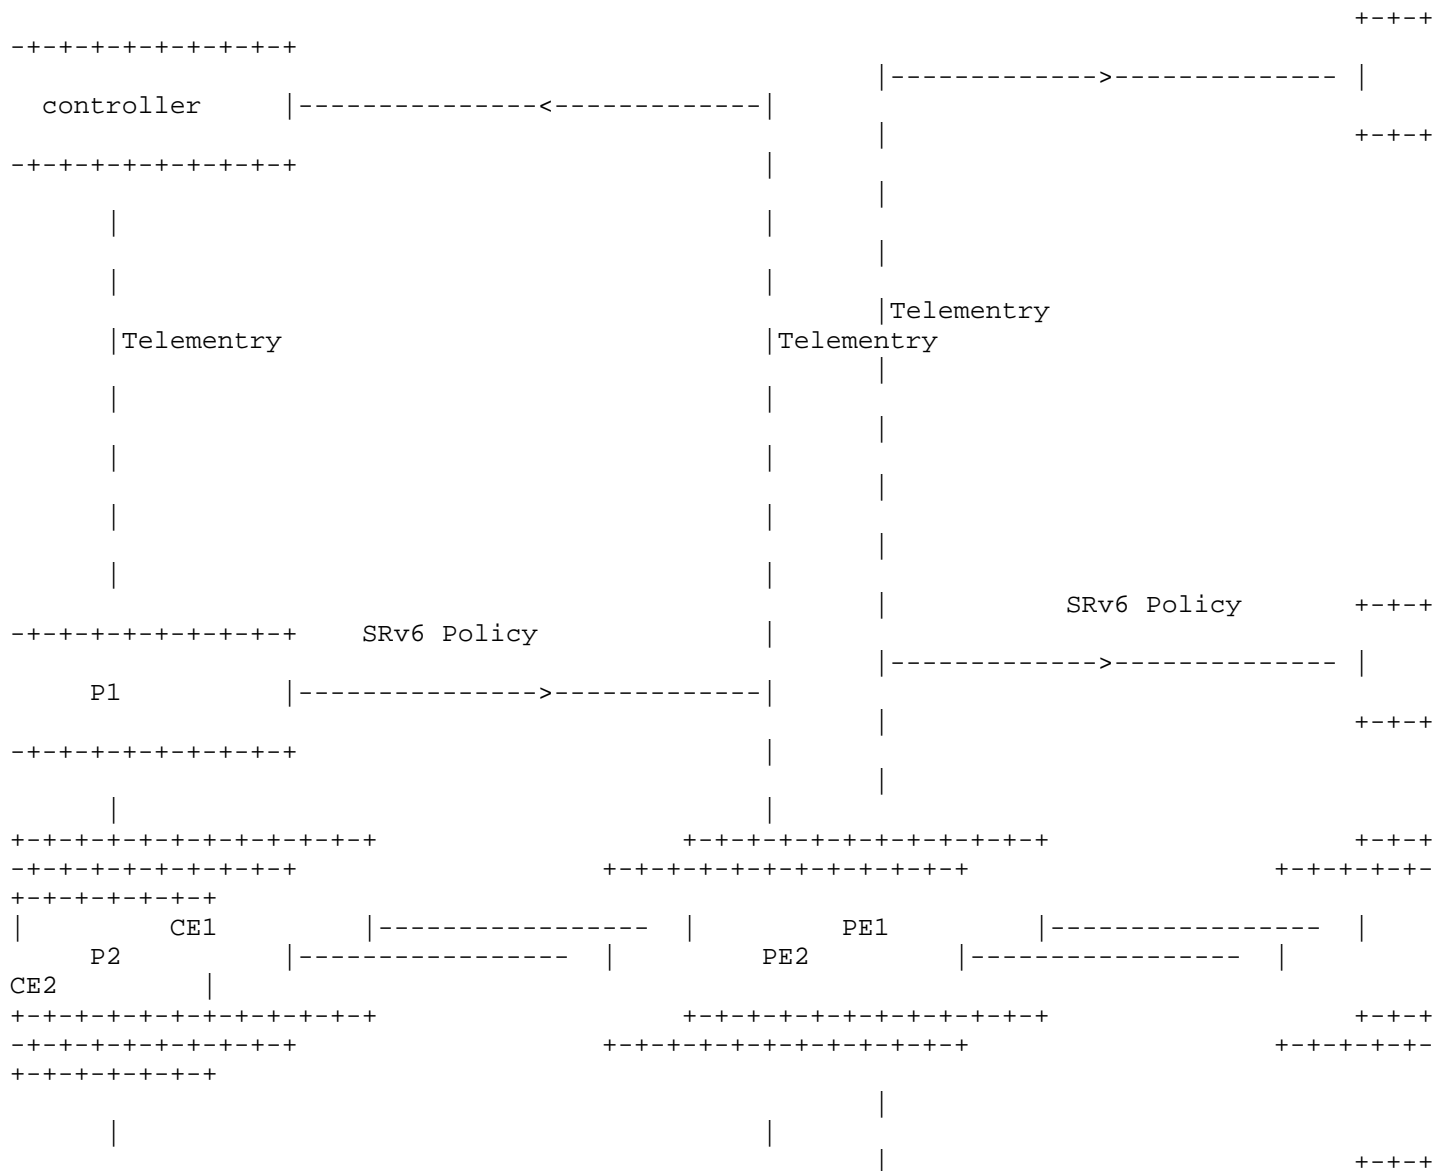 controller
Telementry
Telementry Telementry
SRv6 Policy
SRv6 Policy
P1
CE1 PE1
P2 PE2
CE2